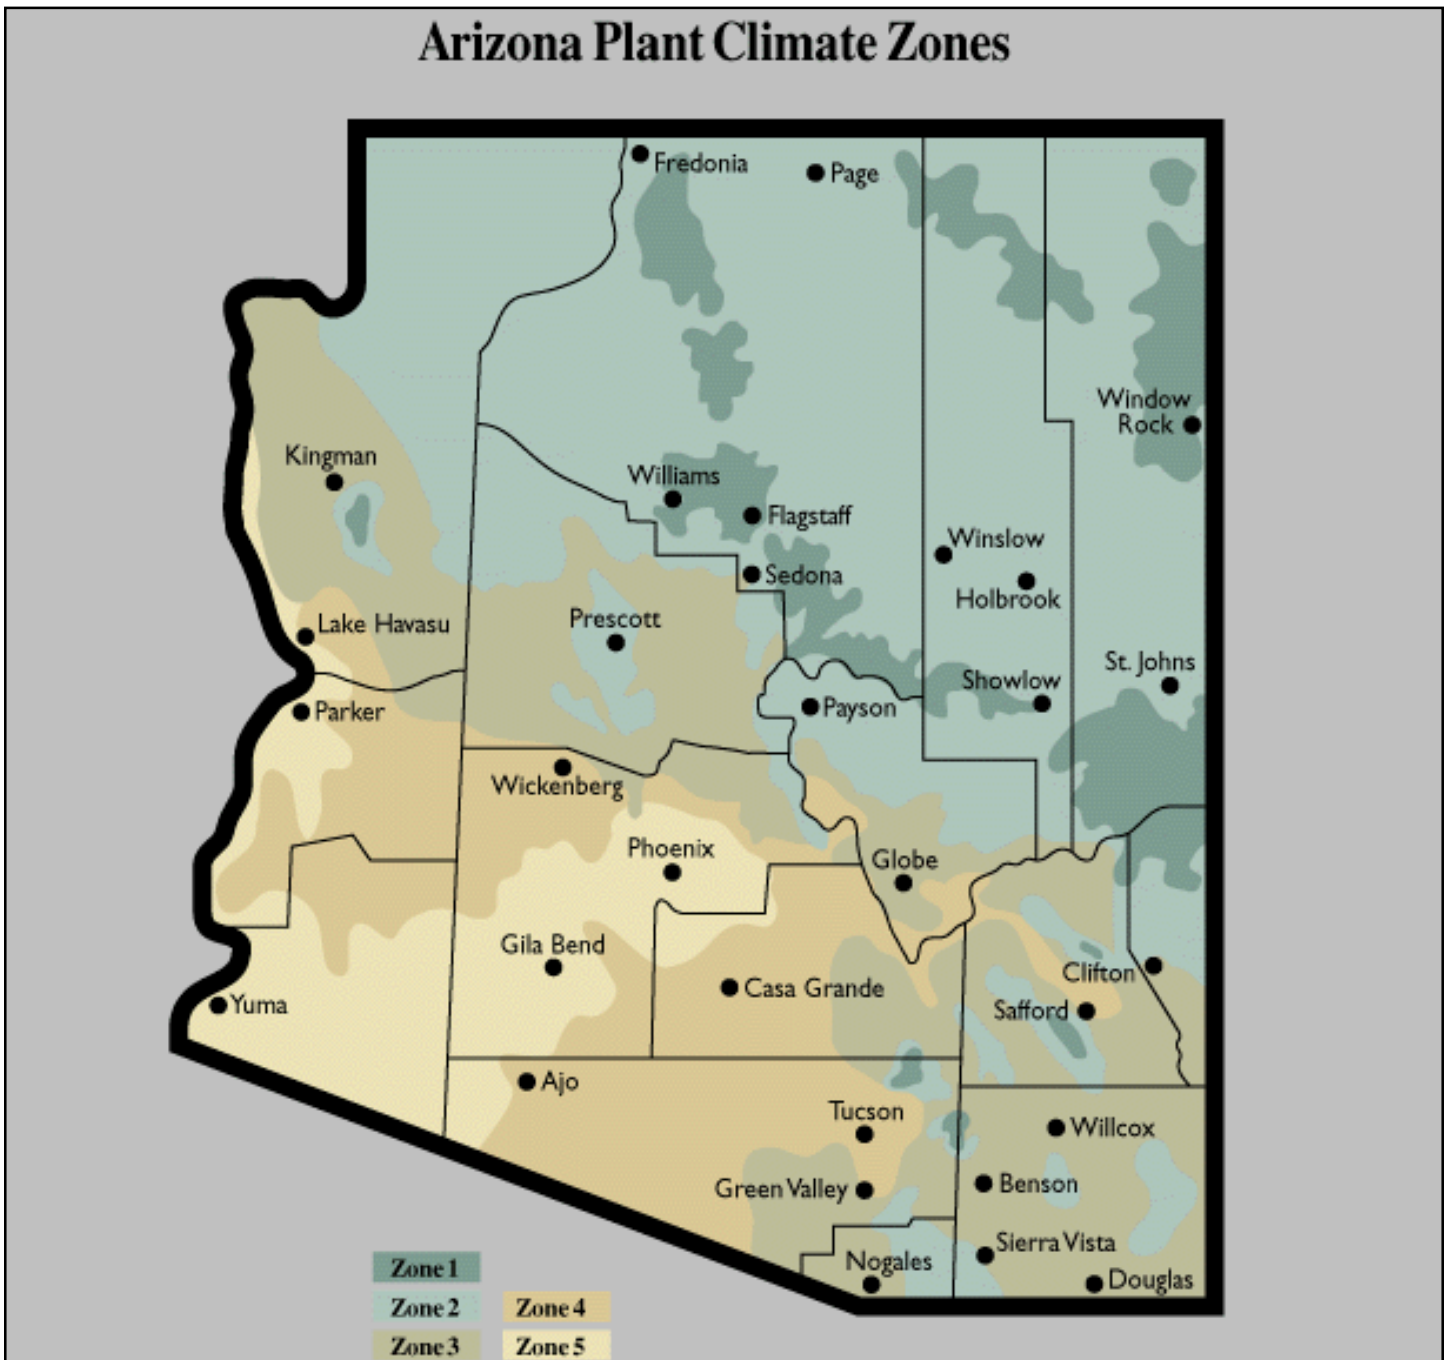 Arizona Plant Climate Zones
Fredonia
Page
Window
Rock
Kingman
Williams
Flagstaff
Winslow
Sedona
Holbrook
Prescott
Lake Havasu
St. Johns
Showlow
Parker
Payson
Wickenberg
Phoenix
Globe
Gila Bend
Clifton
Casa Grande
Yuma
Safford
Ajo
Tucson
Willcox
Green Valley
Benson
Sierra Vista
Nogales
Douglas
Zone 1
Zone 2
Zone 4
Zone 3
Zone 5